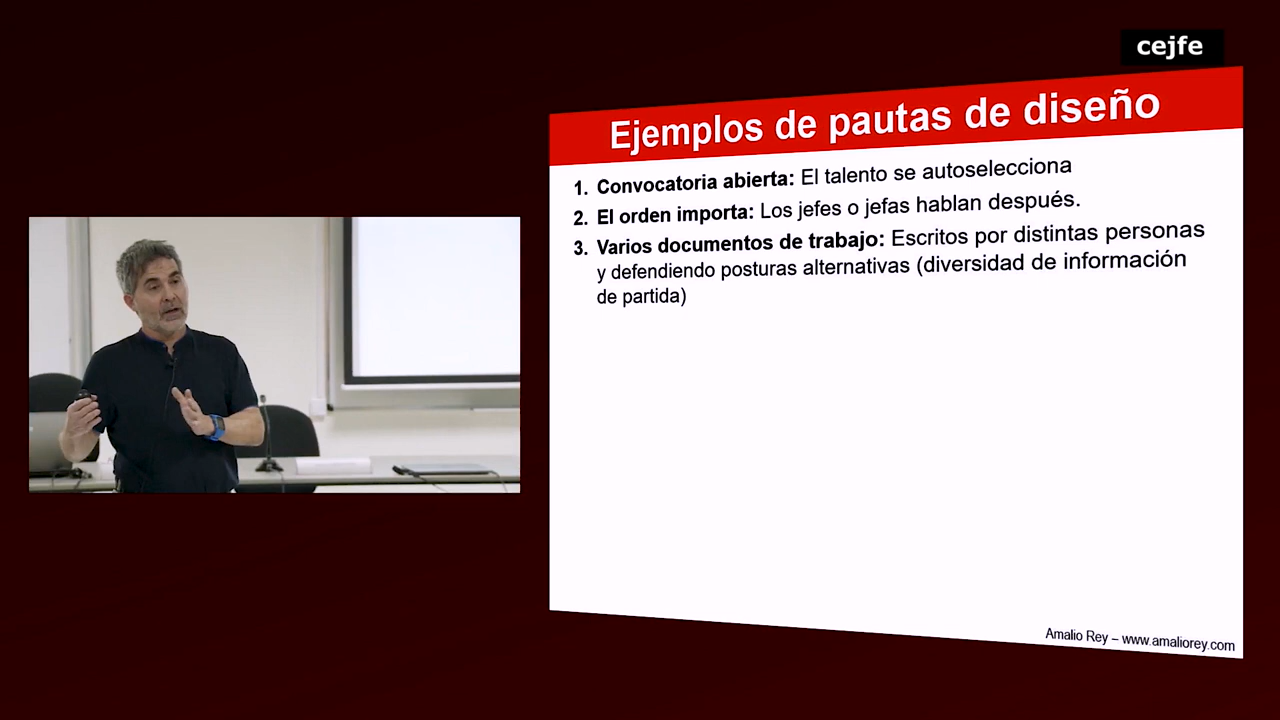 cejfe
Ejemplos de pautas de diseño
1. Convocatoria abierta: El talento se autoselecciona
2. El orden importa: Los jefes o jefas hablan después.
3. Varios documentos de trabajo: Escritos por distintas personas
y defendiendo posturas alternativas (diversidad de información
de partida)
Amalio Rey – www.amaliorey.com